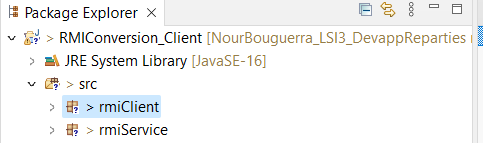 Package Explorer
> RMIConversion_Client [NourBouguerra_LSI3_DevappReparties
JRE System Library [JavaSE-16]
> src
> rmiClient
> rmiService